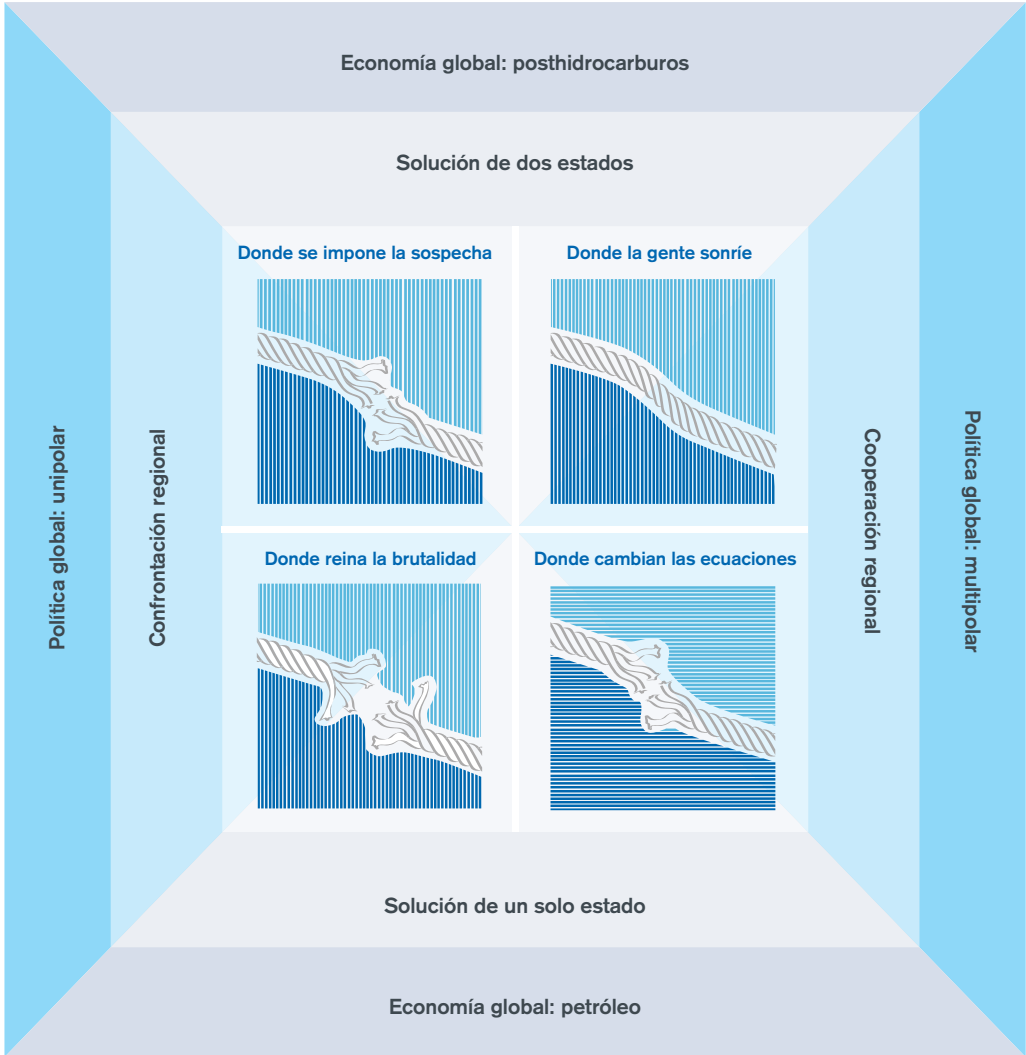 Economía global: posthidrocarburos
Solución de dos estados
Política global: unipolar
Confrontación regional
Donde se impone la sospecha
Donde la gente sonríe
Donde reina la brutalidad
Donde cambian las ecuaciones
Cooperación regional
Política global: multipolar
Solución de un solo estado
Economía global: petróleo